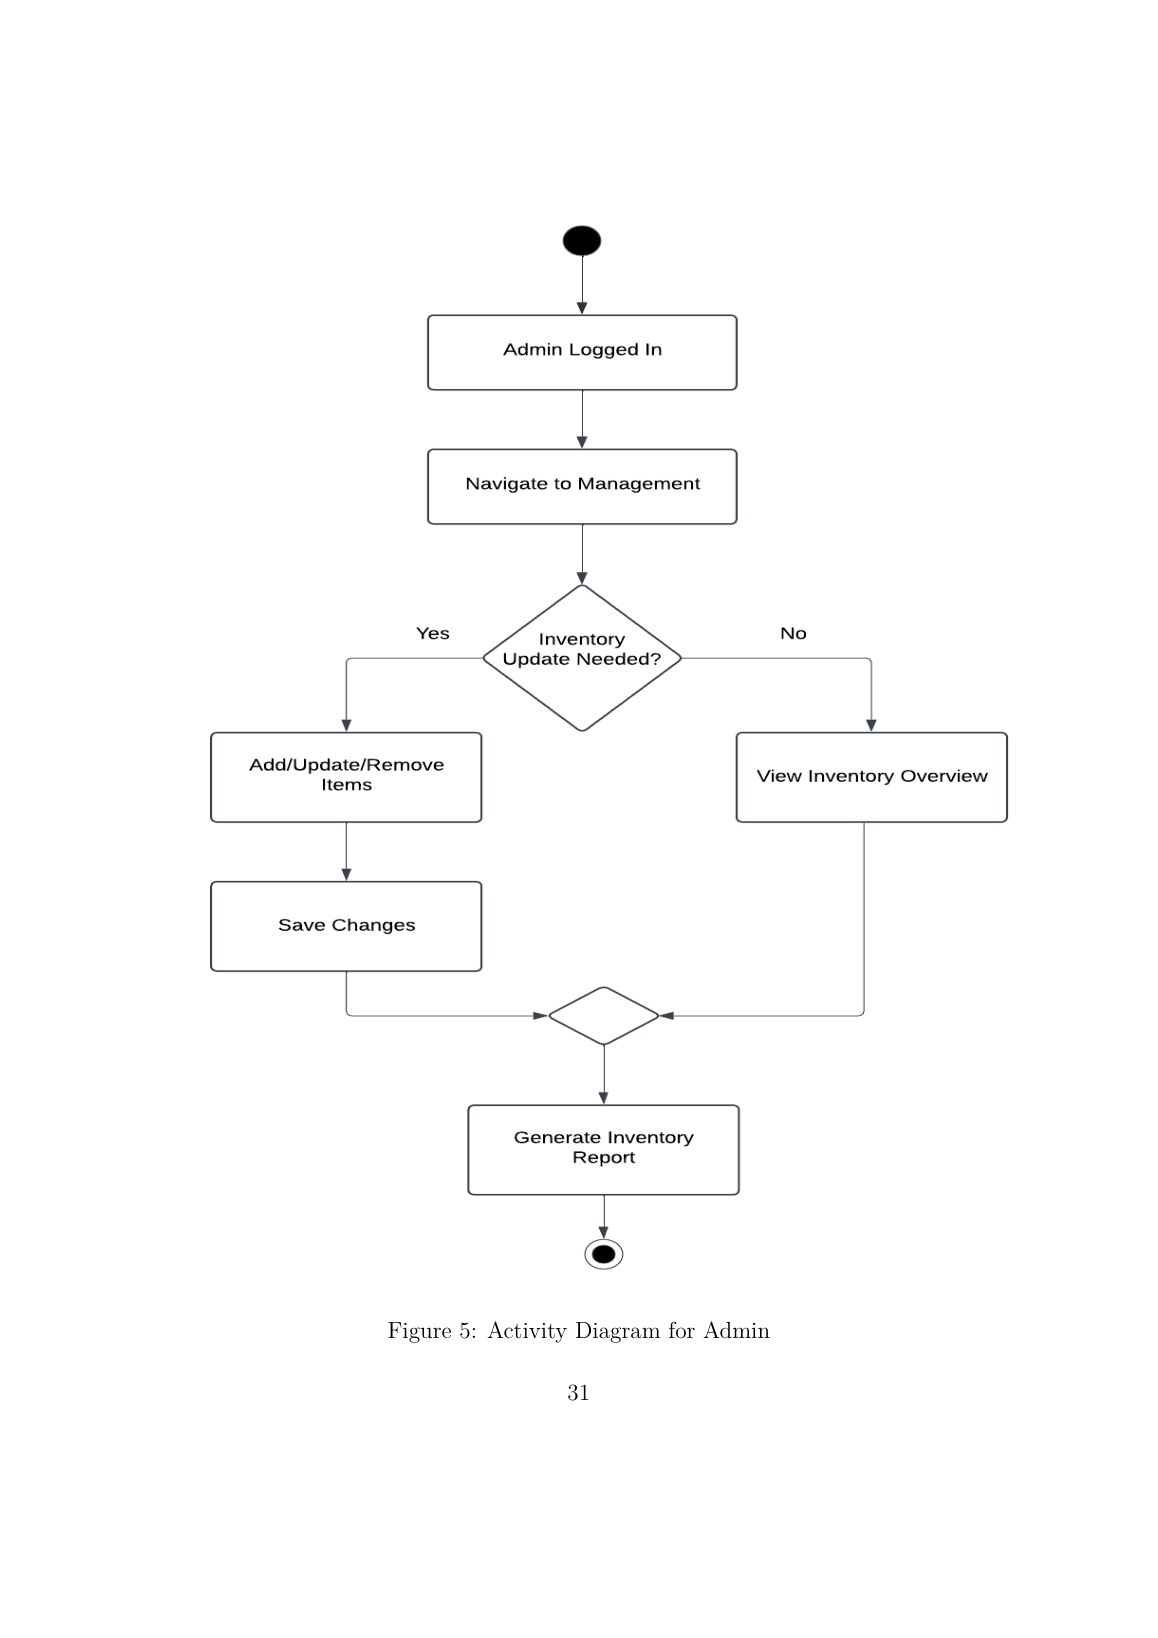 Admin Logged In
Navigate to Management
Yes
No
Inventory
Update Needed?
Add/Update/Remove
Items
View Inventory Overview
Save Changes
Generate Inventory
Report
Figure 5: Activity Diagram for Admin
31